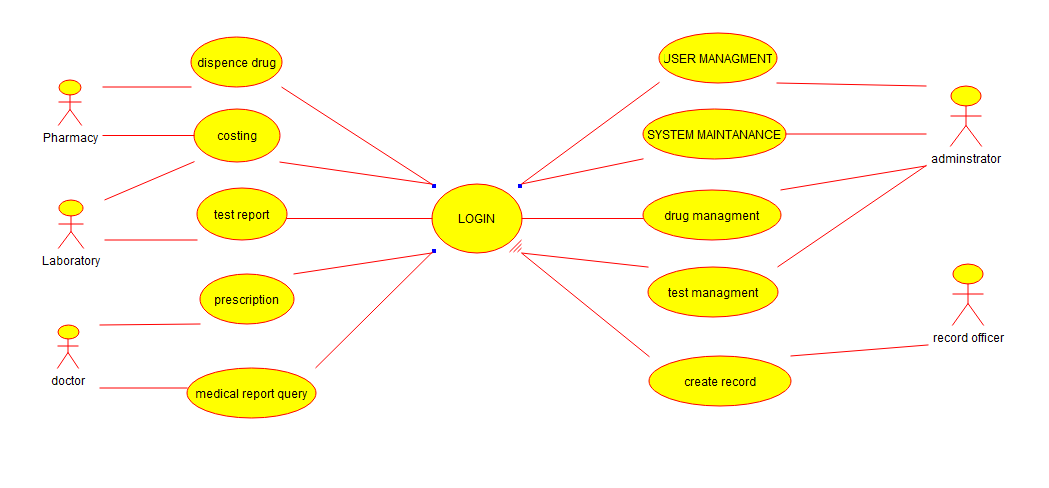 dispence drug
USER MANAGMENT
Pharmacy
costing
SYSTEM MAINTANANCE
adminstrator
test report
LOGIN
drug managment
Laboratory
prescription
test managment
record officer
doctor
medical report query
create record